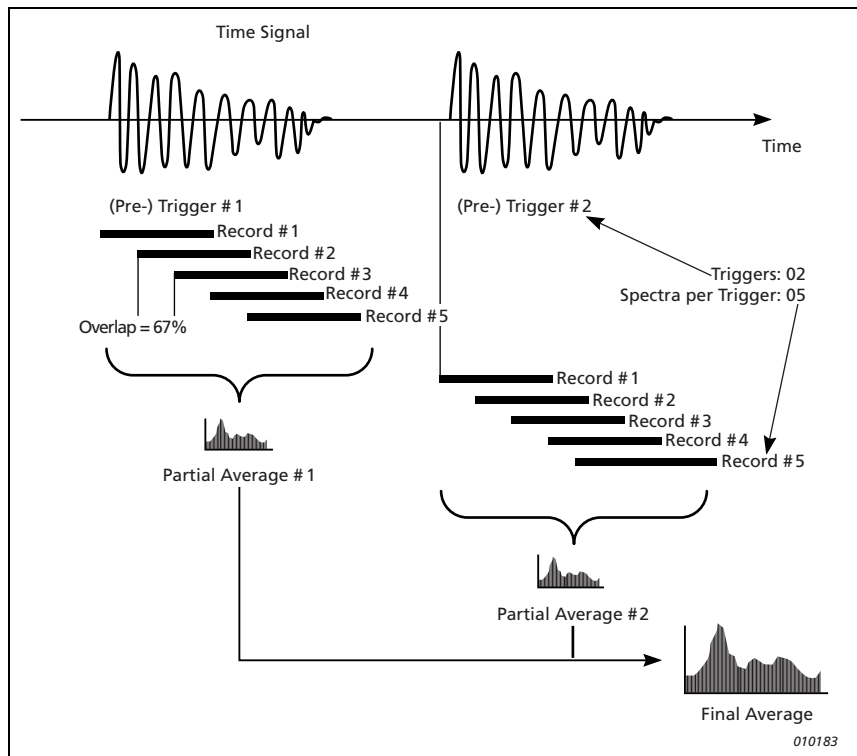 Time Signal
Time
(Pre-) Trigger #1
(Pre-) Trigger #2
Record #1
Record #2
Record #3
Record #4
Record #5
Overlap = 67%
Triggers: 02
Spectra per Trigger: 05
Record #1
Record #2
Record #3
Record #4
Record #5
Partial Average #1
Partial Average #2
Final Average
010183